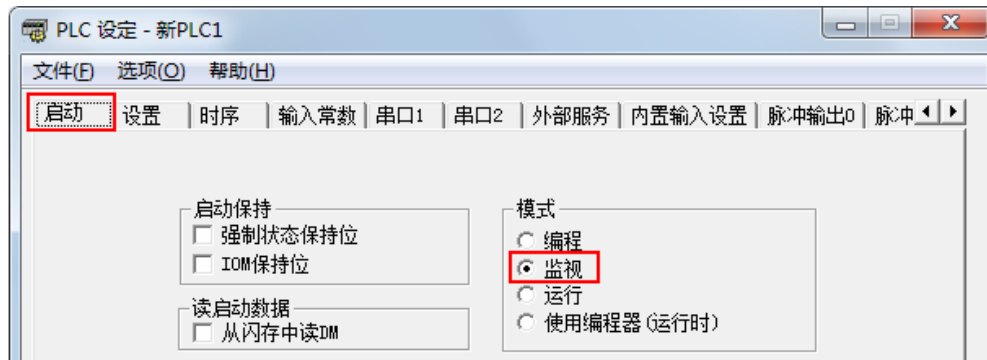 PLC 设定 - 新PLC1
文件(F) 选项(O) 帮助(H)
启动 设置 时序 输入常数 串口1 串口2 外部服务 内置输入设置 脉冲输出0 脉冲
启动保持
强制状态保持位
IOM保持位
读启动数据
从闪存中读DM
模式
编程
监视
运行
使用编程器(运行时)